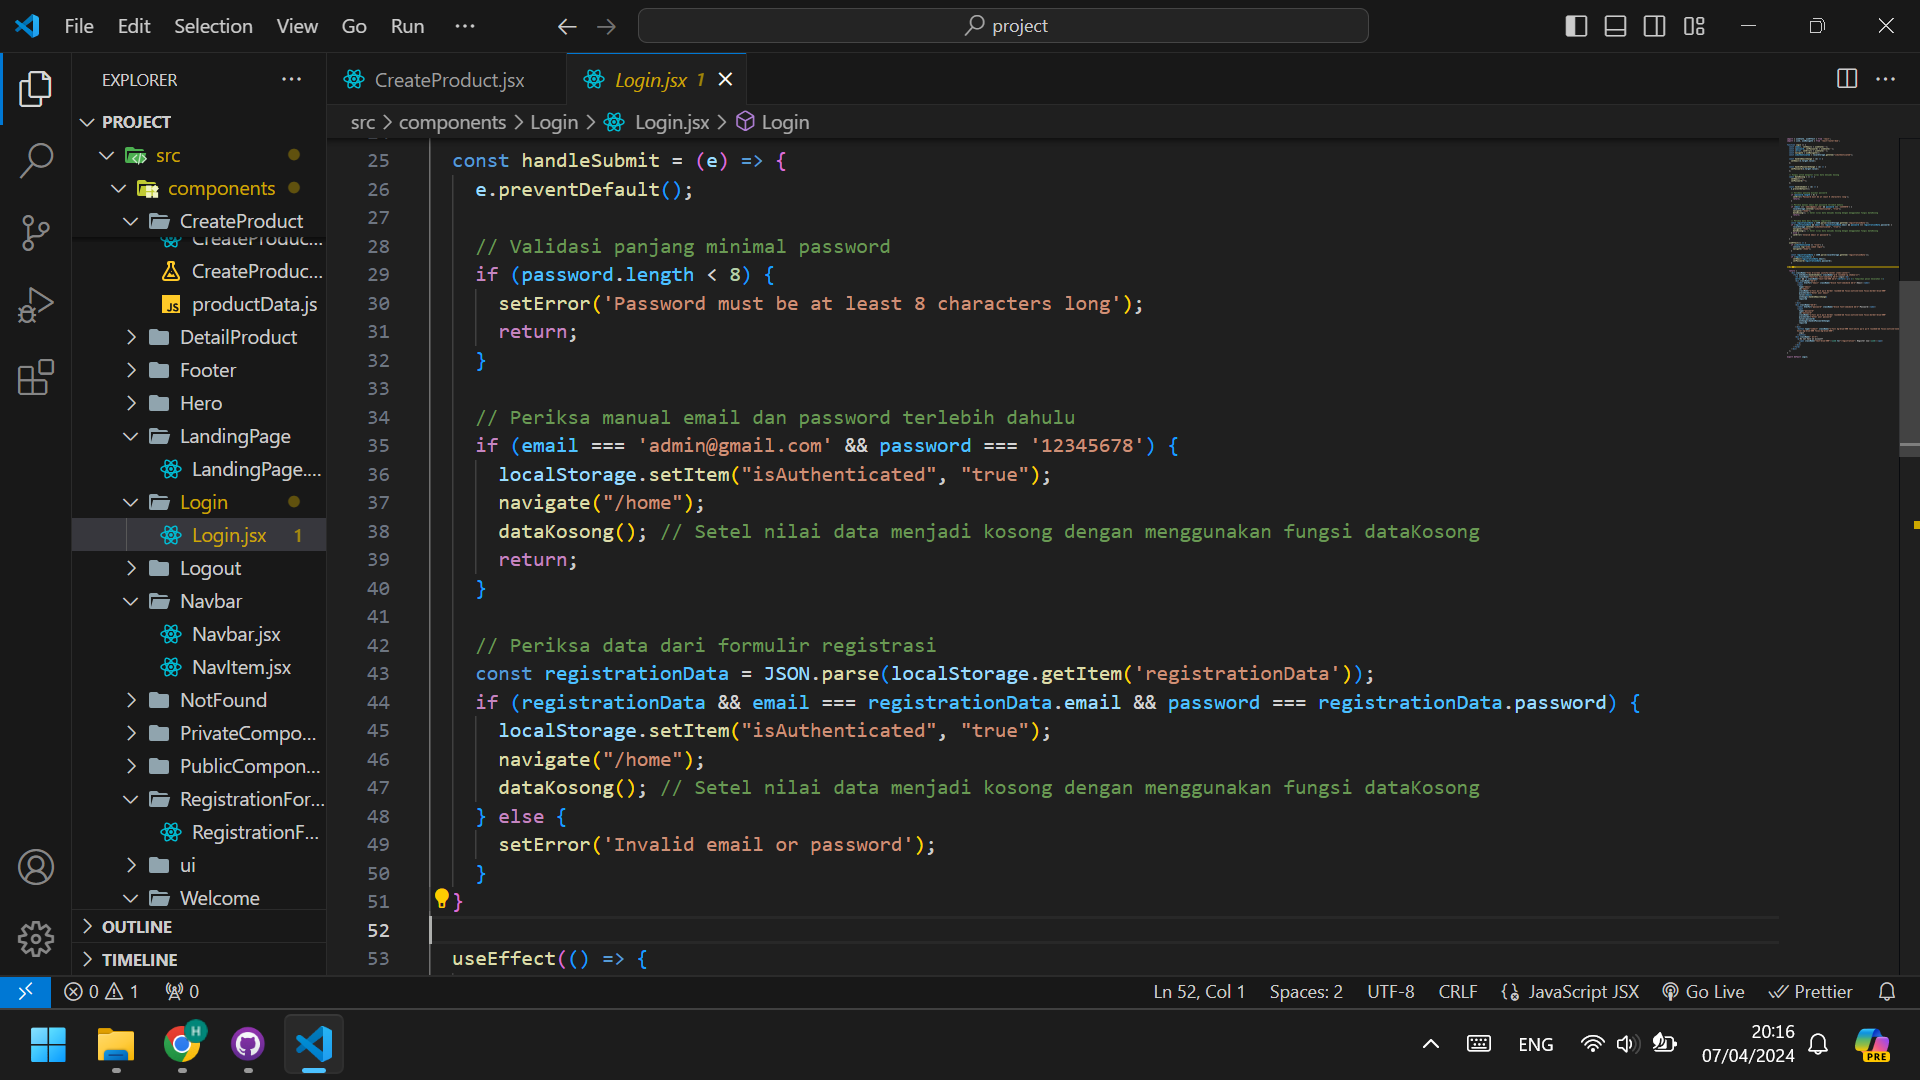 File Edit Selection View Go Run ···
project
EXPLORER ···
CreateProduct.jsx
Login.jsx 1
src > components > Login > Login.jsx > Login
PROJECT
src
components
CreateProduct
CreateProduc...
CreateProduc...
productData.js
DetailProduct
Footer
Hero
LandingPage
LandingPage....
Login
Login.jsx 1
Logout
Navbar
Navbar.jsx
NavItem.jsx
NotFound
PrivateCompo...
PublicCompon...
RegistrationFor...
RegistrationF...
ui
Welcome
OUTLINE
TIMELINE
25 const handleSubmit = (e) => {
26 e.preventDefault();
27
28 // Validasi panjang minimal password
29 if (password.length < 8) {
30 setError('Password must be at least 8 characters long');
31 return;
32 }
33
34 // Periksa manual email dan password terlebih dahulu
35 if (email === 'admin@gmail.com' && password === '12345678') {
36 localStorage.setItem("isAuthenticated", "true");
37 navigate("/home");
38 dataKosong(); // Setel nilai data menjadi kosong dengan menggunakan fungsi dataKosong
39 return;
40 }
41
42 // Periksa data dari formulir registrasi
43 const registrationData = JSON.parse(localStorage.getItem('registrationData'));
44 if (registrationData && email === registrationData.email && password === registrationData.password) {
45 localStorage.setItem("isAuthenticated", "true");
46 navigate("/home");
47 dataKosong(); // Setel nilai data menjadi kosong dengan menggunakan fungsi dataKosong
48 } else {
49 setError('Invalid email or password');
50 }
51 }
52
53 useEffect(() => {
0 1 0
Ln 52, Col 1 Spaces: 2 UTF-8 CRLF JavaScript JSX Go Live Prettier
H
ENG
20:16
07/04/2024
PRE